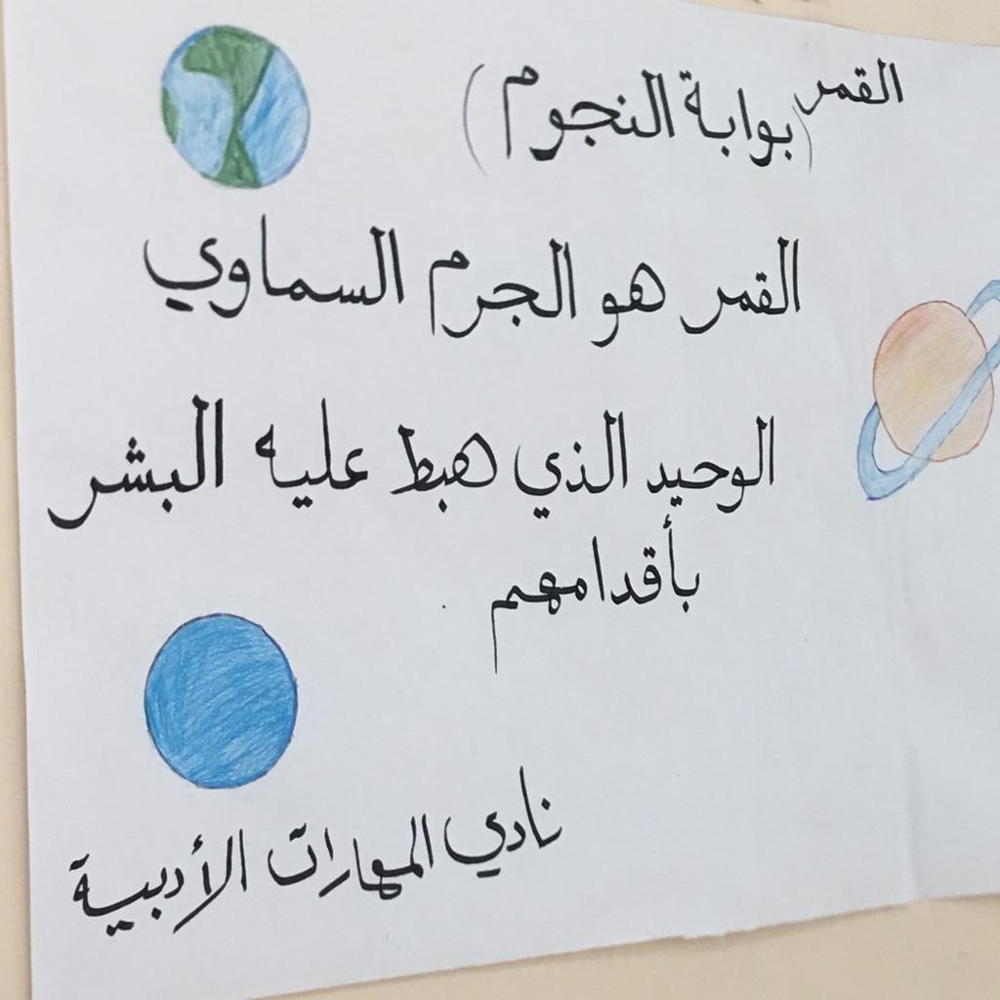 القمر (بوابة النجوم)
القمر هو الجرم السماوي
الوحيد الذي هبط عليه البشر
بأقدامهم
نادي المهارات الأدبية